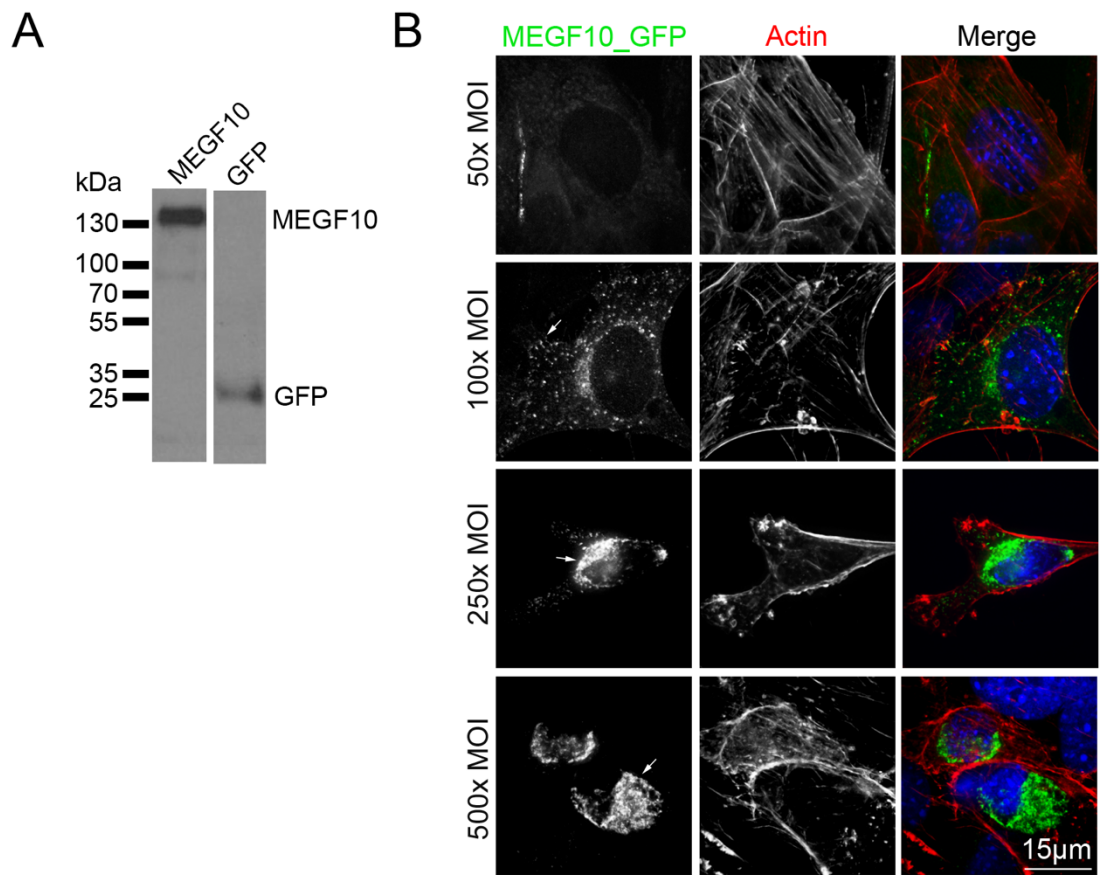 A
kDa
MEGF10
GFP
130
MEGF10
100
70
55
35
25
GFP
B
MEGF10_GFP
Actin
Merge
50x MOI
100x MOI
250x MOI
500x MOI
15µm